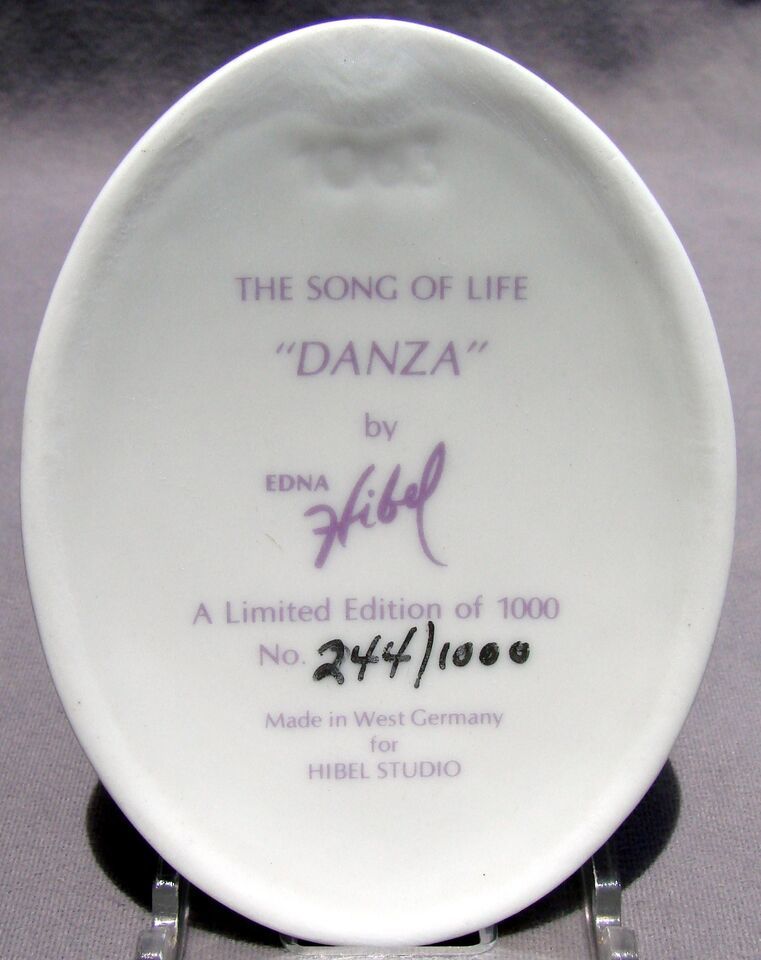 THE SONG OF LIFE
"DANZA"
by
EDNA Hibel
A Limited Edition of 1000
No. 244/1000
Made in West Germany
for
HIBEL STUDIO